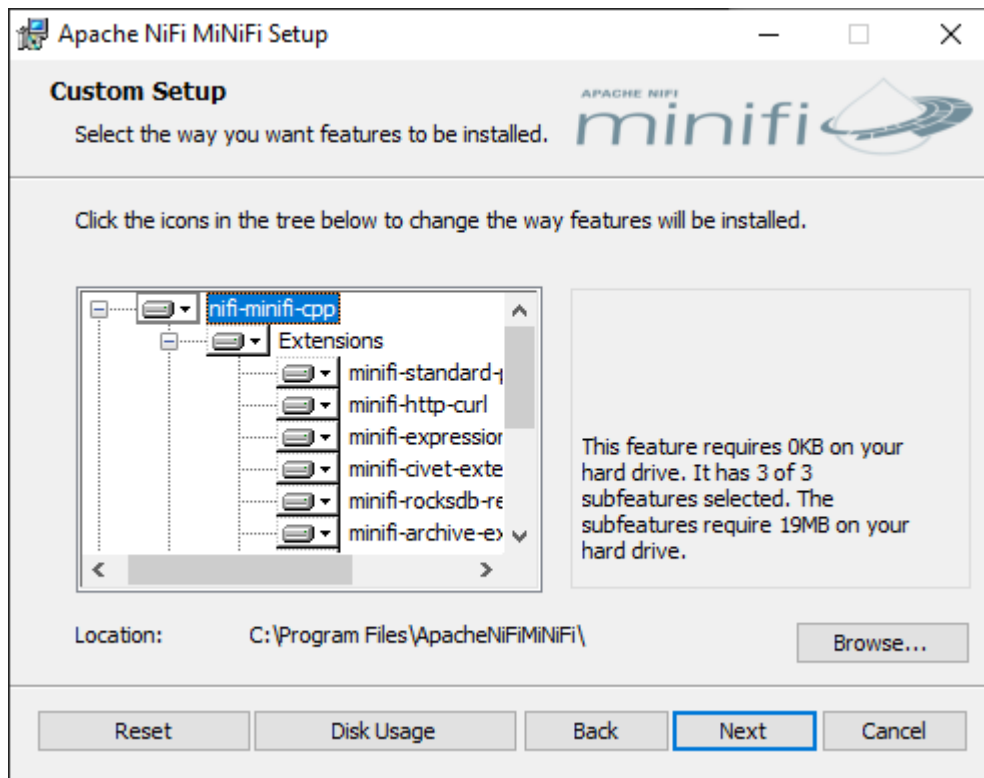 Apache NiFi MiNiFi Setup
Custom Setup
Select the way you want features to be installed.
APACHE NIFI
minifi
Click the icons in the tree below to change the way features will be installed.
nifi-minifi-cpp
Extensions
minifi-standard-
minifi-http-curl
minifi-expression
minifi-civet-exte
minifi-rocksdb-re
minifi-archive-ex
This feature requires 0KB on your
hard drive. It has 3 of 3
subfeatures selected. The
subfeatures require 19MB on your
hard drive.
Location: C:\Program Files\ApacheNiFiMiNiFi\
Browse...
Reset Disk Usage Back Next Cancel